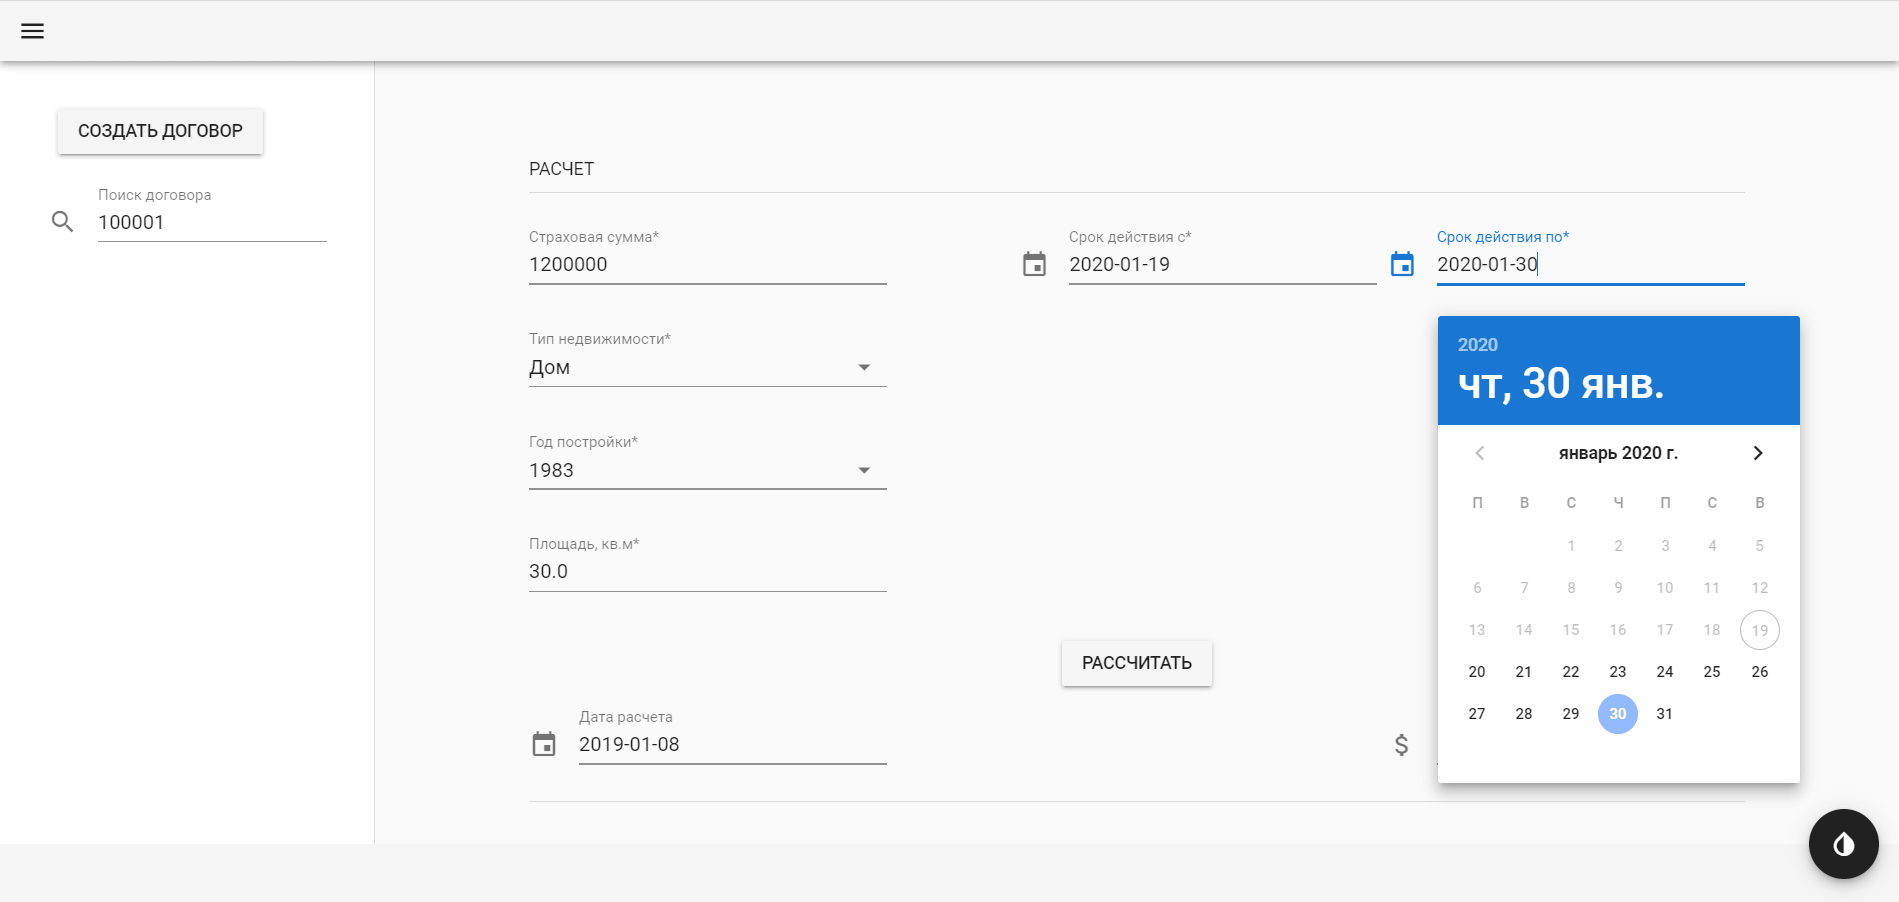 СОЗДАТЬ ДОГОВОР
Поиск договора
100001
РАСЧЕТ
Страховая сумма*
1200000
Срок действия с*
2020-01-19
Срок действия по*
2020-01-30
Тип недвижимости*
Дом
Год постройки*
1983
Площадь, кв.м*
30.0
РАССЧИТАТЬ
Дата расчета
2019-01-08
$
2020
чт, 30 янв.
январь 2020 г.
П В С Ч П С В
1 2 3 4 5
6 7 8 9 10 11 12
13 14 15 16 17 18 19
20 21 22 23 24 25 26
27 28 29 30 31